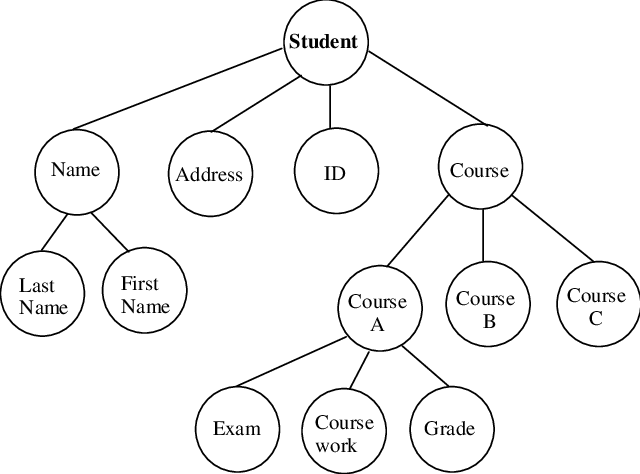 Student
Name
Address
ID
Course
Last
Name
First
Name
Course
A
Course
B
Course
C
Exam
Course
work
Grade